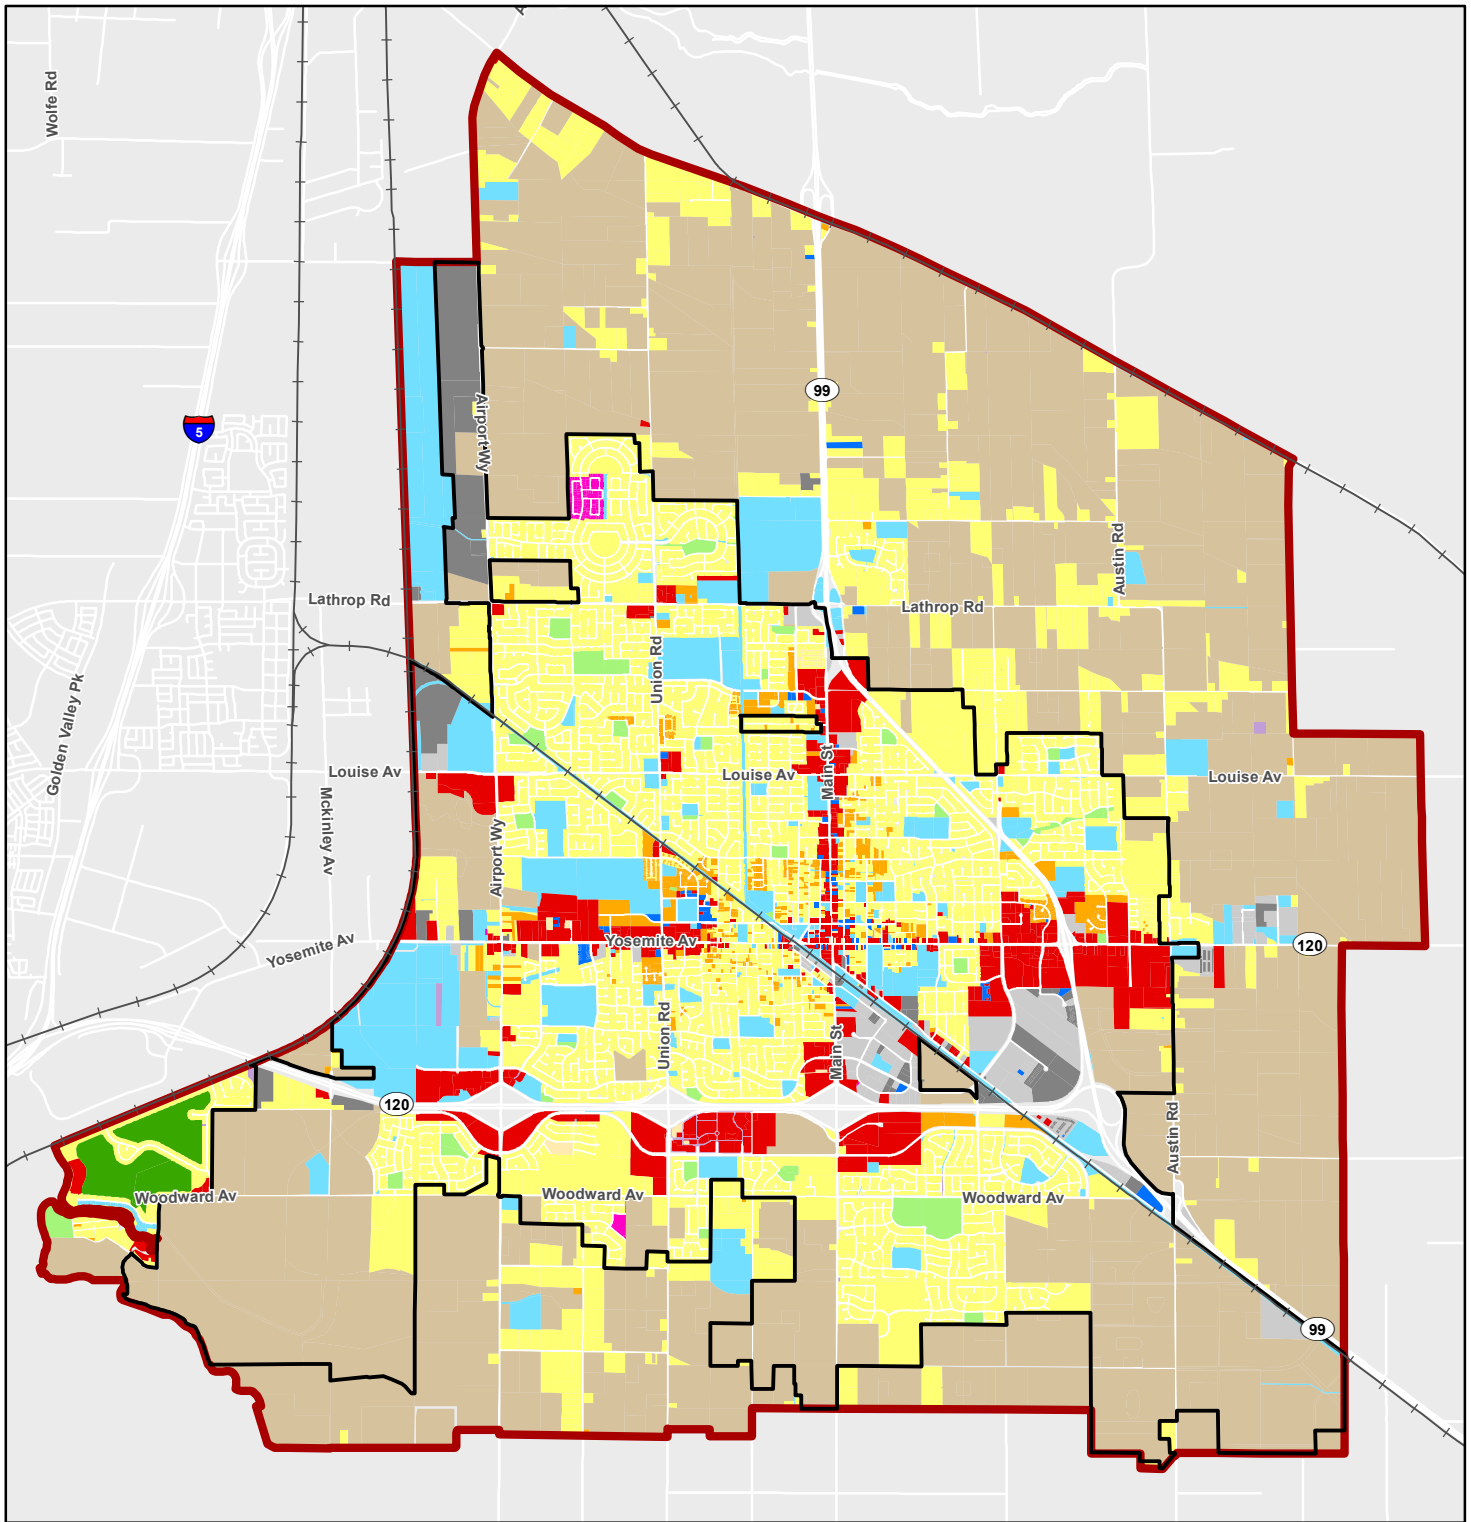 Wolfe Rd
99
Airport Wy
5
Austin Rd
Lathrop Rd
Lathrop Rd
Union Rd
Golden Valley Pk
Louise Av
Louise Av
Main St
Louise Av
Mckinley Av
Airport Wy
Yosemite Av
Yosemite Av
120
Union Rd
Main St
120
Austin Rd
Woodward Av
Woodward Av
Woodward Av
99